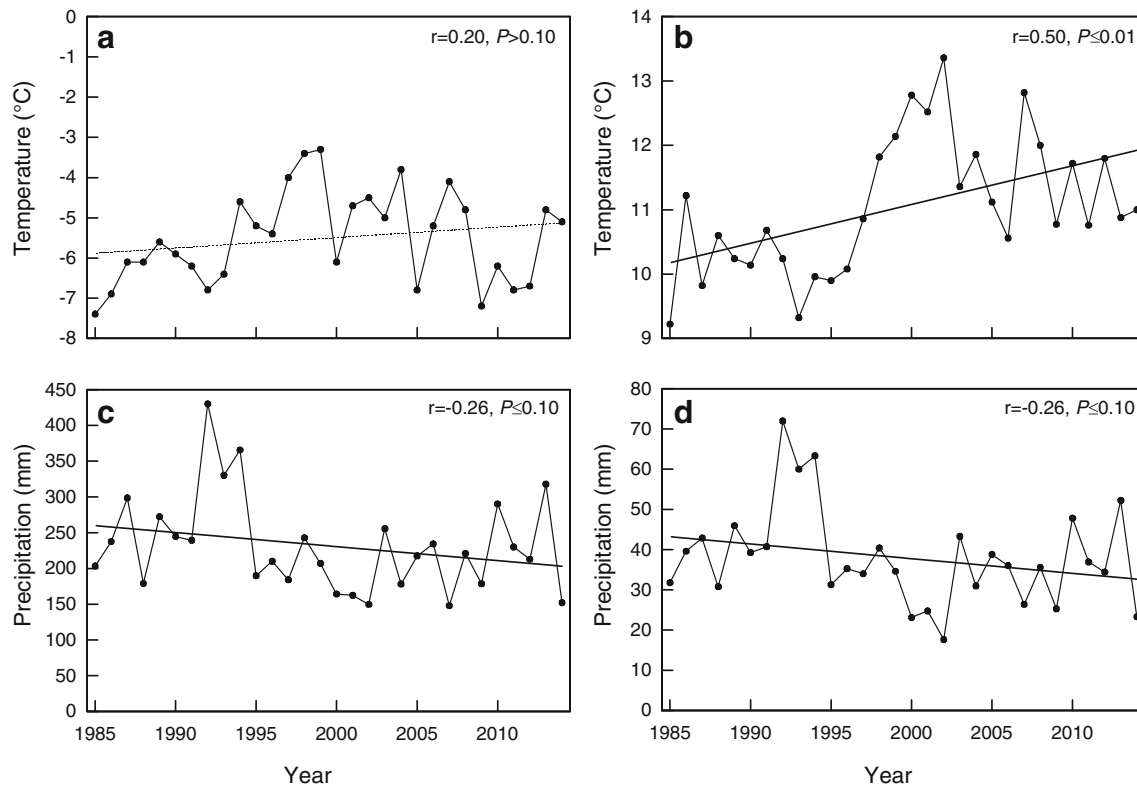 a
r=0.20, P>0.10
Temperature (°C)
0
-1
-2
-3
-4
-5
-6
-7
-8
b
r=0.50, P≤0.01
Temperature (°C)
14
13
12
11
10
9
c
r=-0.26, P≤0.10
Precipitation (mm)
450
400
350
300
250
200
150
100
50
0
1985 1990 1995 2000 2005 2010
Year
d
r=-0.26, P≤0.10
Precipitation (mm)
80
70
60
50
40
30
20
10
0
1985 1990 1995 2000 2005 2010
Year